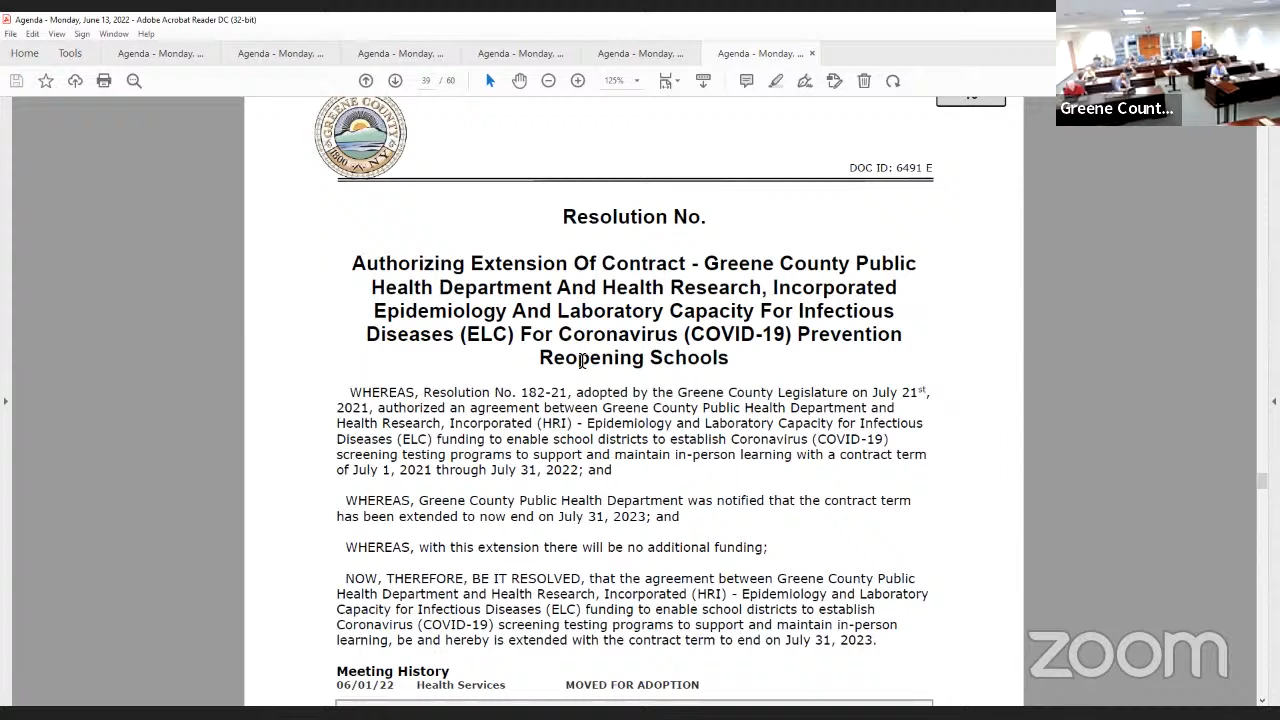 Agenda - Monday, June 13, 2022 - Adobe Acrobat Reader DC (32-bit)
File Edit View Sign Window Help
Home Tools Agenda - Monday, ... Agenda - Monday, ... Agenda - Monday, ... Agenda - Monday, ... Agenda - Monday, ... Agenda - Monday, ... ×
39 / 60 125%
Greene Count...
GREENE COUNTY
1800 NY
DOC ID: 6491 E
Resolution No.
Authorizing Extension Of Contract - Greene County Public
Health Department And Health Research, Incorporated
Epidemiology And Laboratory Capacity For Infectious
Diseases (ELC) For Coronavirus (COVID-19) Prevention
Reopening Schools
WHEREAS, Resolution No. 182-21, adopted by the Greene County Legislature on July 21st,
2021, authorized an agreement between Greene County Public Health Department and
Health Research, Incorporated (HRI) - Epidemiology and Laboratory Capacity for Infectious
Diseases (ELC) funding to enable school districts to establish Coronavirus (COVID-19)
screening testing programs to support and maintain in-person learning with a contract term
of July 1, 2021 through July 31, 2022; and
WHEREAS, Greene County Public Health Department was notified that the contract term
has been extended to now end on July 31, 2023; and
WHEREAS, with this extension there will be no additional funding;
NOW, THEREFORE, BE IT RESOLVED, that the agreement between Greene County Public
Health Department and Health Research, Incorporated (HRI) - Epidemiology and Laboratory
Capacity for Infectious Diseases (ELC) funding to enable school districts to establish
Coronavirus (COVID-19) screening testing programs to support and maintain in-person
learning, be and hereby is extended with the contract term to end on July 31, 2023.
Meeting History
06/01/22 Health Services MOVED FOR ADOPTION
zoom